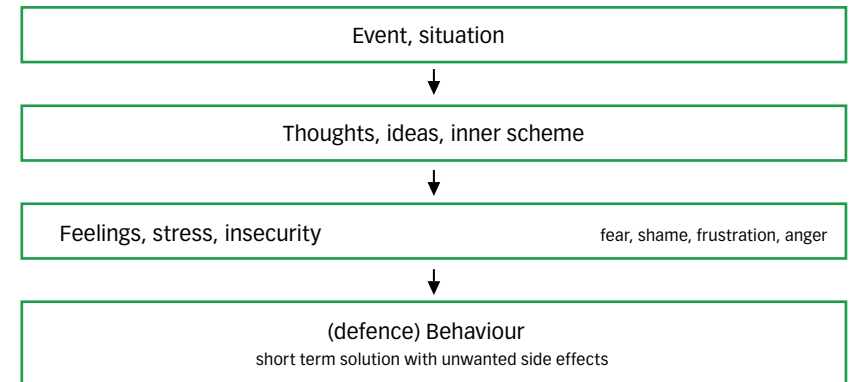 Event, situation
Thoughts, ideas, inner scheme
Feelings, stress, insecurity
fear, shame, frustration, anger
(defence) Behaviour
short term solution with unwanted side effects